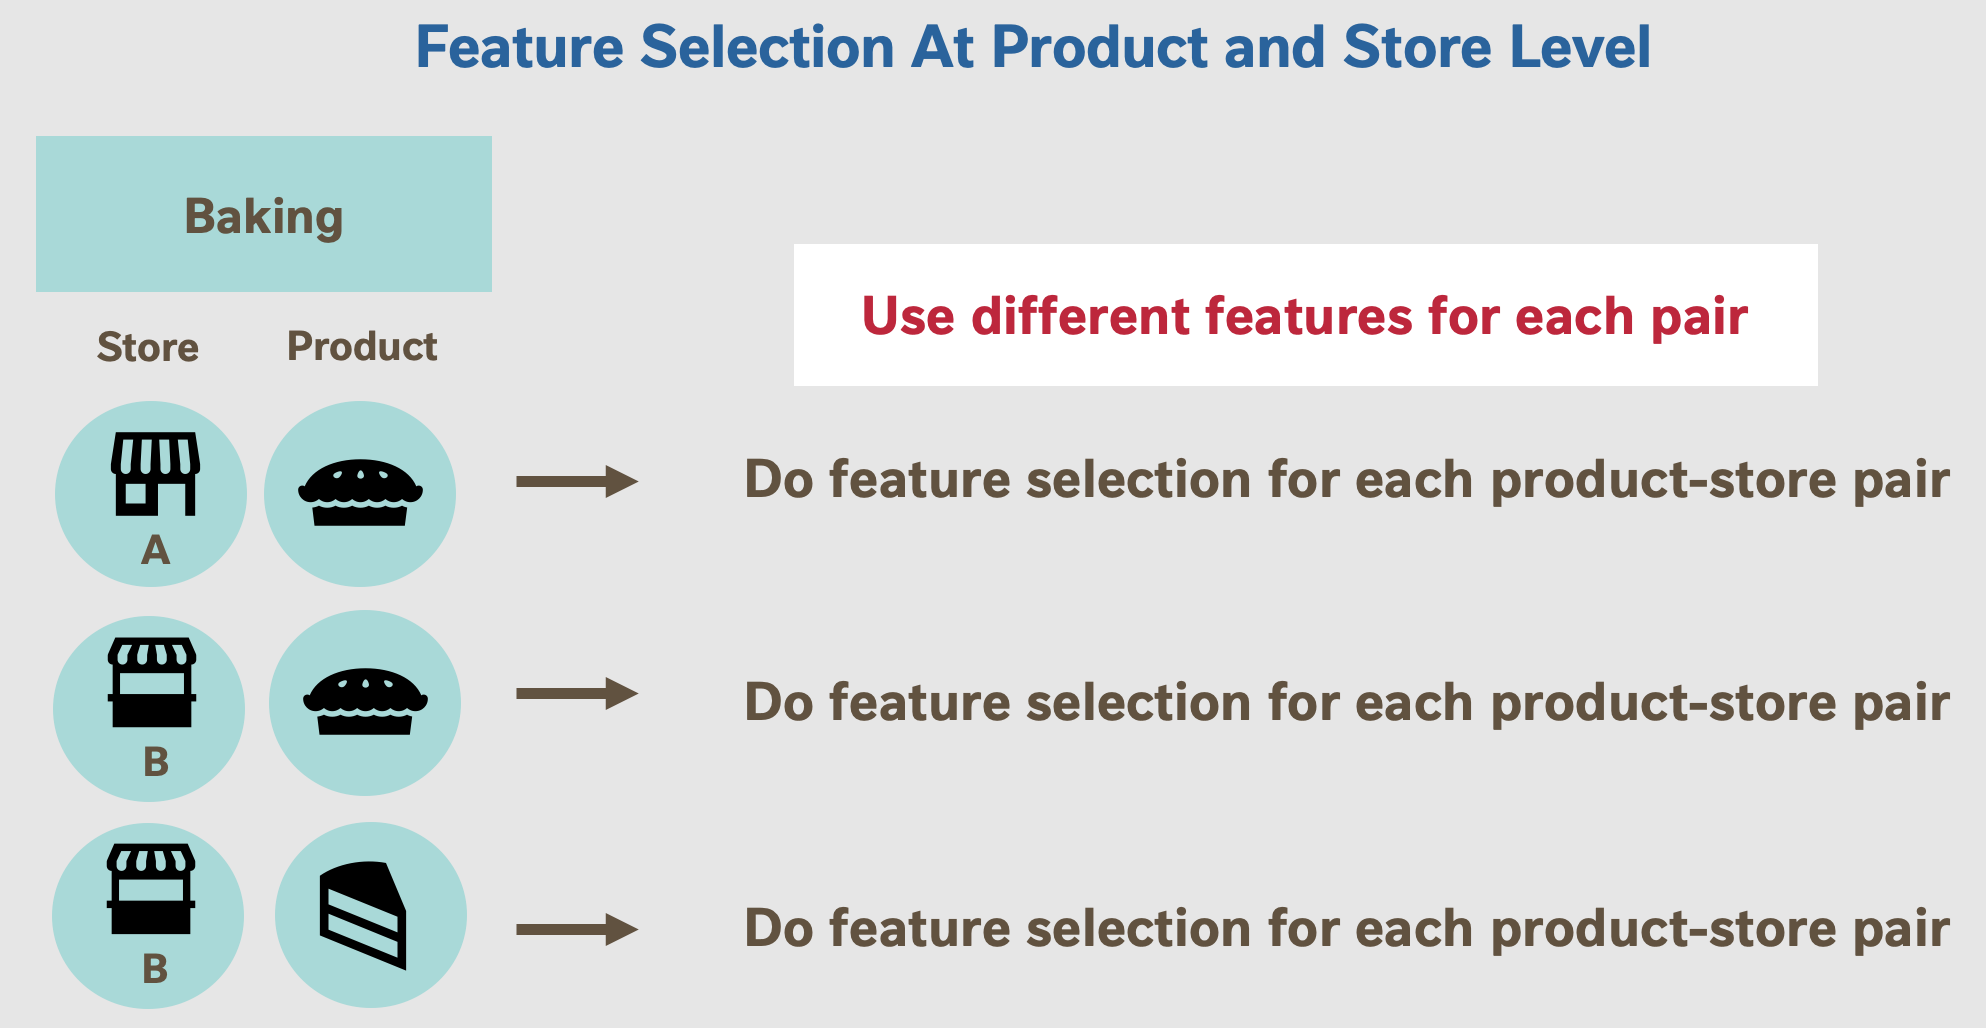 Feature Selection At Product and Store Level
Baking
Use different features for each pair
Store
Product
A
Do feature selection for each product-store pair
B
Do feature selection for each product-store pair
B
Do feature selection for each product-store pair